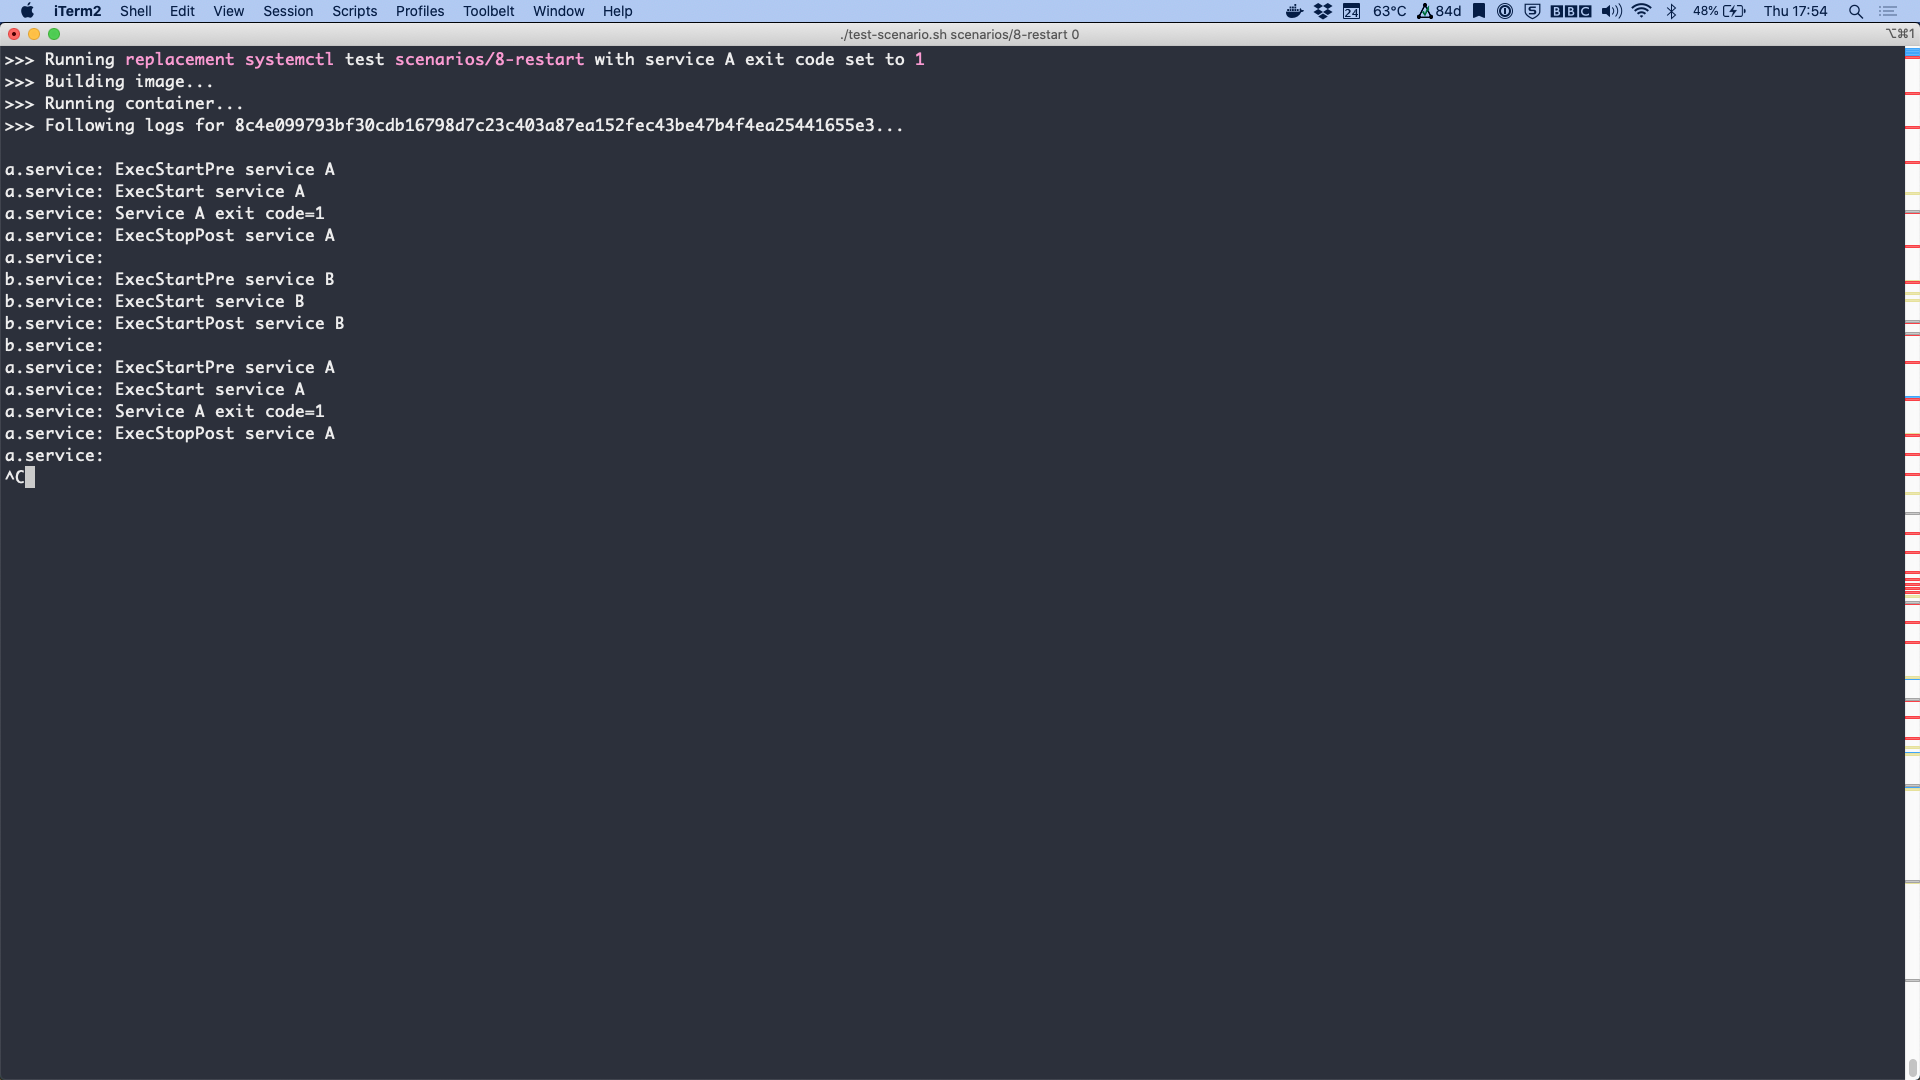 iTerm2 Shell Edit View Session Scripts Profiles Toolbelt Window Help 24 63°C 84d BBC 48% Thu 17:54
./test-scenario.sh scenarios/8-restart 0 ⌥⌘1
>>> Running replacement systemctl test scenarios/8-restart with service A exit code set to 1
>>> Building image...
>>> Running container...
>>> Following logs for 8c4e099793bf30cdb16798d7c23c403a87ea152fec43be47b4f4ea25441655e3...
a.service: ExecStartPre service A
a.service: ExecStart service A
a.service: Service A exit code=1
a.service: ExecStopPost service A
a.service:
b.service: ExecStartPre service B
b.service: ExecStart service B
b.service: ExecStartPost service B
b.service:
a.service: ExecStartPre service A
a.service: ExecStart service A
a.service: Service A exit code=1
a.service: ExecStopPost service A
a.service:
^C